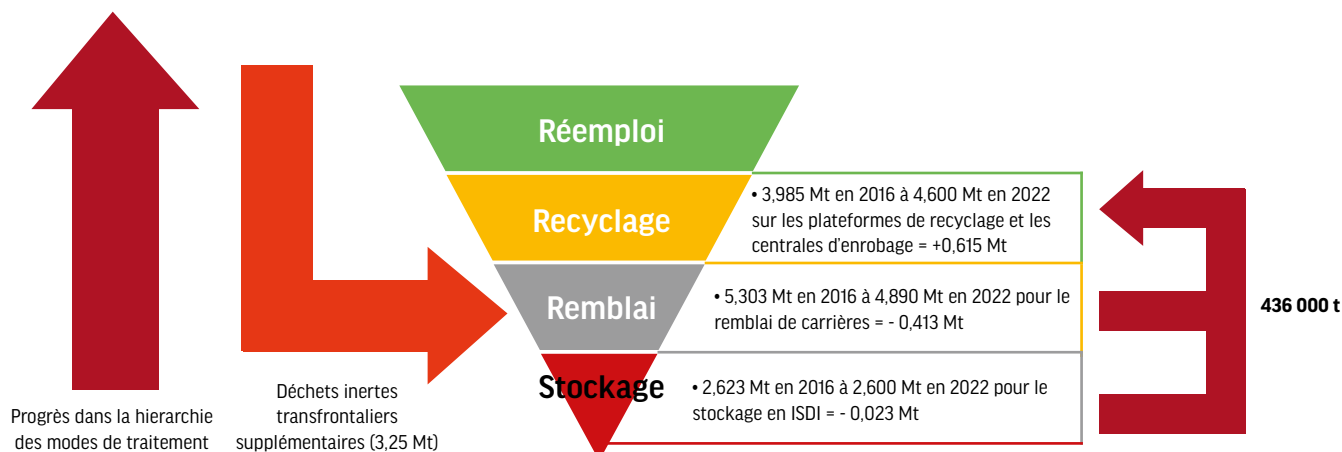 Réemploi
Recyclage
• 3,985 Mt en 2016 à 4,600 Mt en 2022
sur les plateformes de recyclage et les
centrales d'enrobage = +0,615 Mt
Remblai
• 5,303 Mt en 2016 à 4,890 Mt en 2022 pour le
remblai de carrières = - 0,413 Mt
436 000 t
Stockage
• 2,623 Mt en 2016 à 2,600 Mt en 2022 pour le
stockage en ISDI = - 0,023 Mt
Progrès dans la hierarchie
des modes de traitement
Déchets inertes
transfrontaliers
supplémentaires (3,25 Mt)